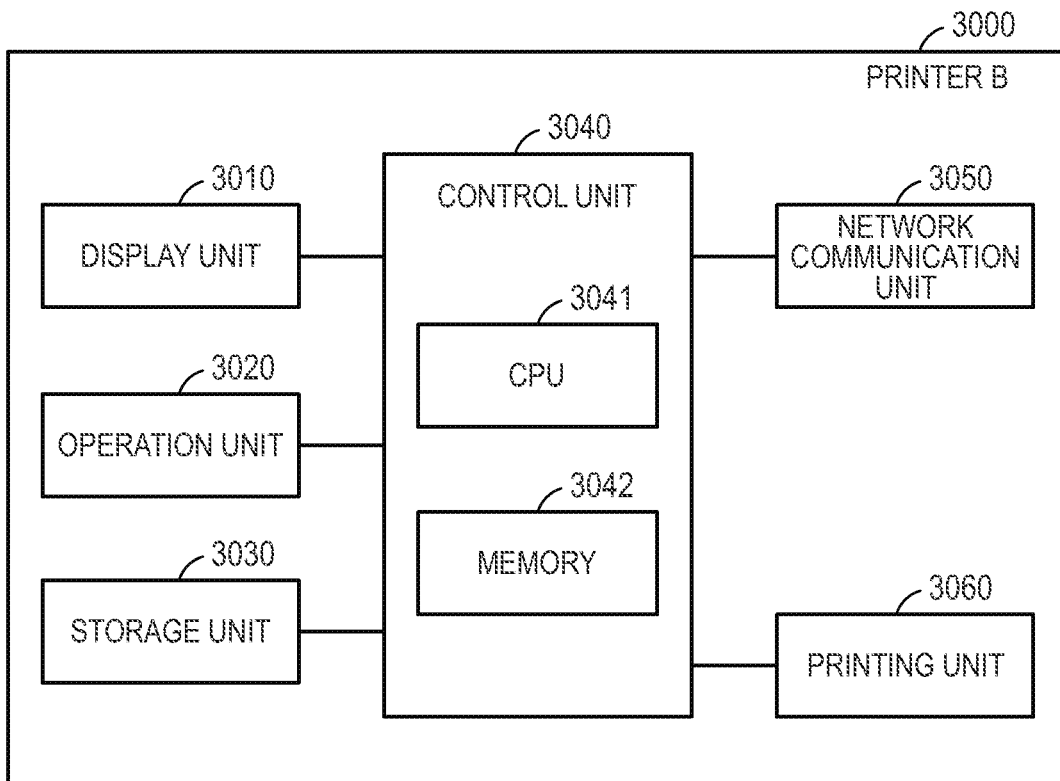 3000
PRINTER B
3040
CONTROL UNIT
3010
DISPLAY UNIT
3050
NETWORK
COMMUNICATION
UNIT
3041
CPU
3020
OPERATION UNIT
3042
MEMORY
3030
STORAGE UNIT
3060
PRINTING UNIT